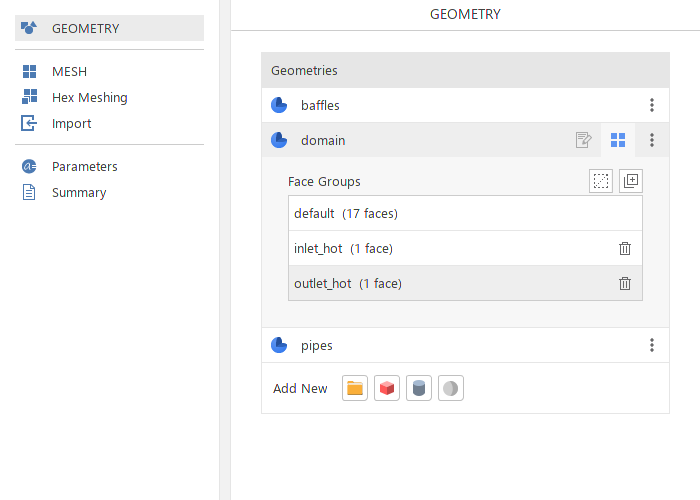 GEOMETRY
MESH
Hex Meshing
Import
a= Parameters
Summary
GEOMETRY
Geometries
baffles
domain
Face Groups
default (17 faces)
inlet_hot (1 face)
outlet_hot (1 face)
pipes
Add New